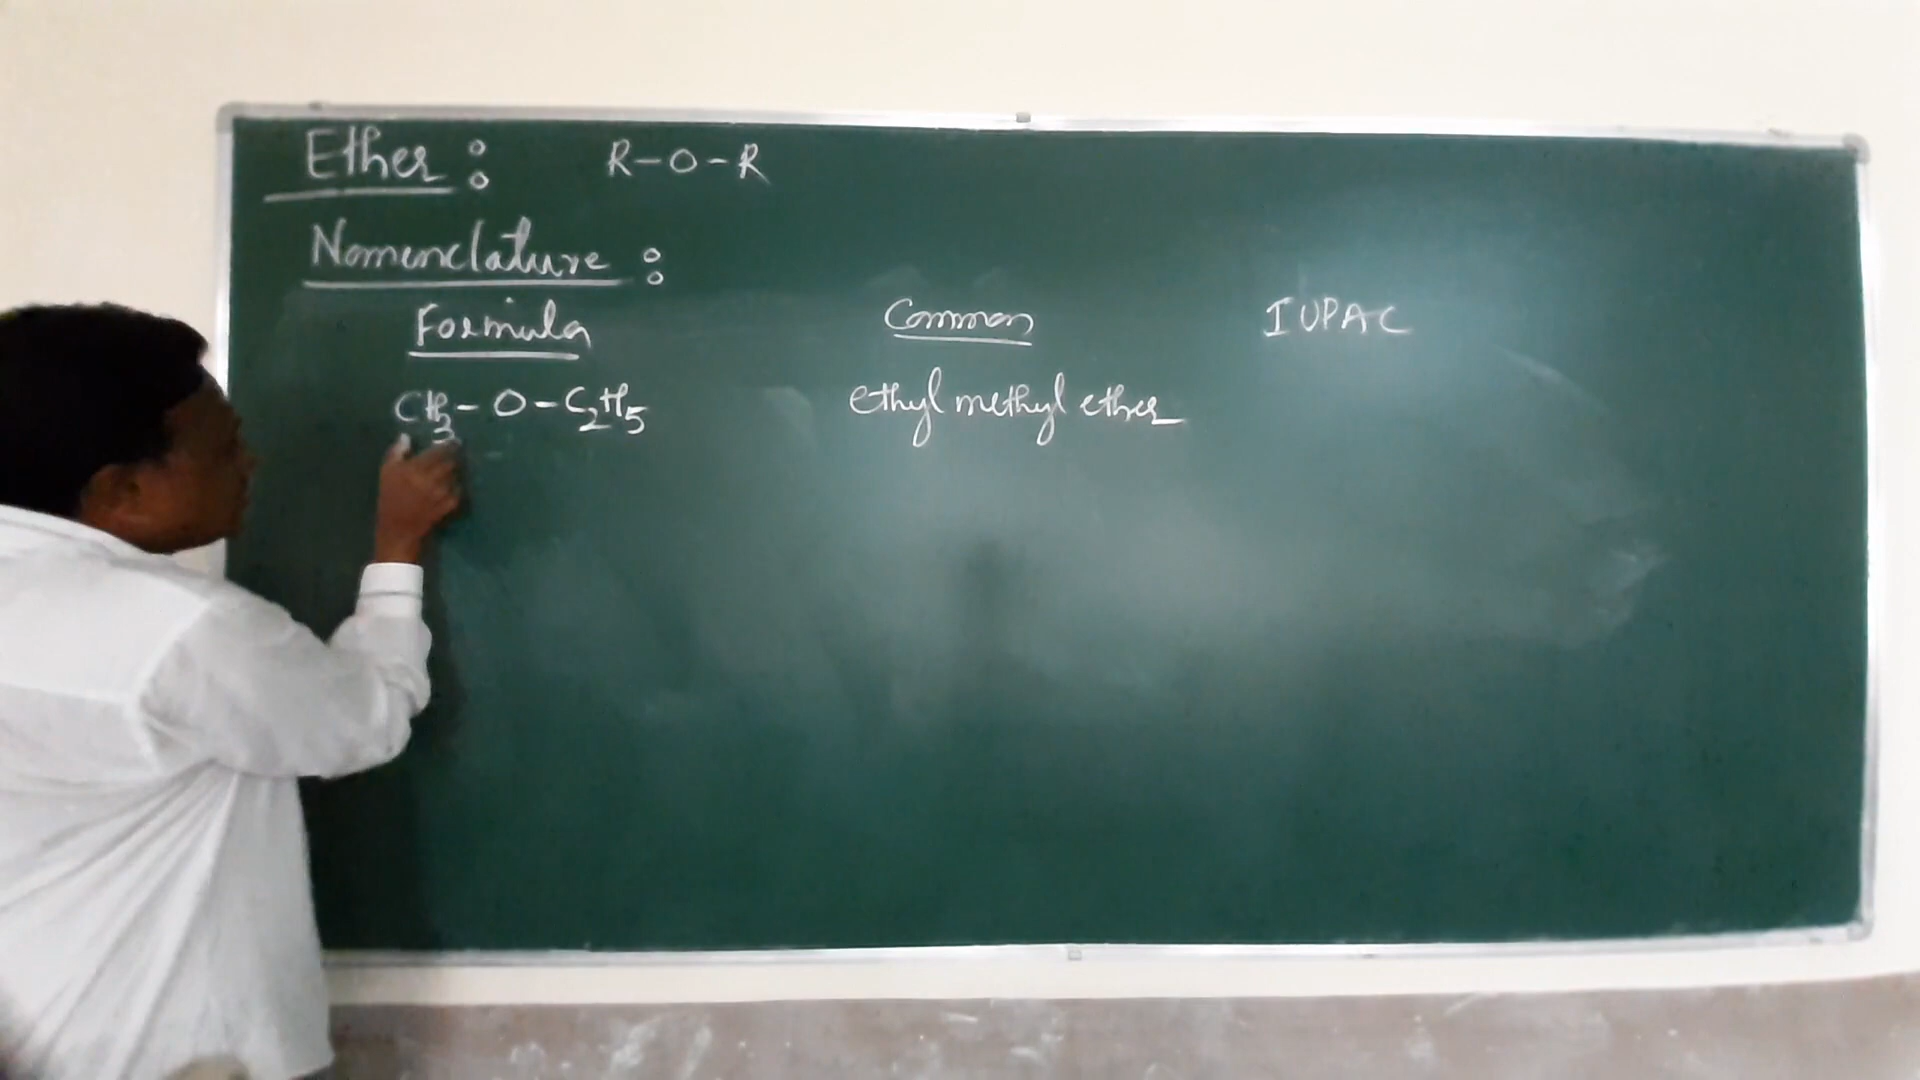 Ether : R-O-R
Nomenclature :
Formula Common IUPAC
CH3-O-C2H5 ethyl methyl ether